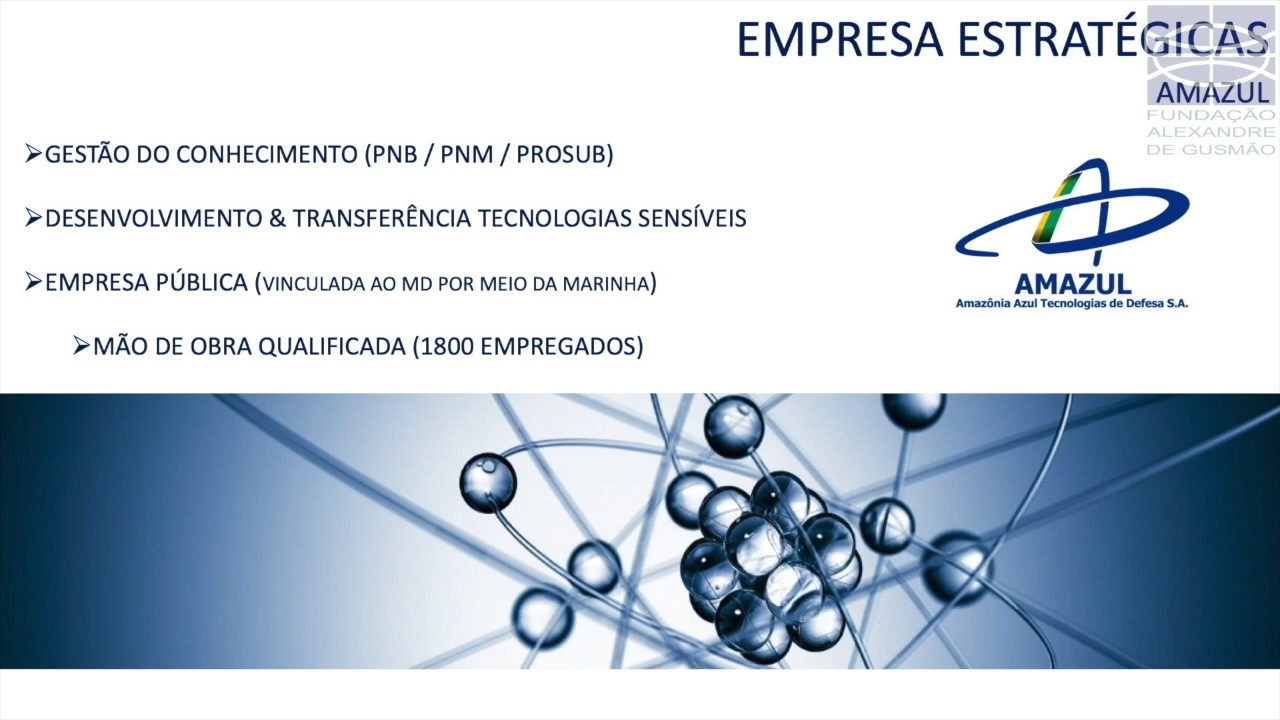 EMPRESA ESTRATÉGICAS
AMAZUL
FUNDAÇÃO
ALEXANDRE
DE GUSMÃO
➢GESTÃO DO CONHECIMENTO (PNB / PNM / PROSUB)
➢DESENVOLVIMENTO & TRANSFERÊNCIA TECNOLOGIAS SENSÍVEIS
➢EMPRESA PÚBLICA (VINCULADA AO MD POR MEIO DA MARINHA)
➢MÃO DE OBRA QUALIFICADA (1800 EMPREGADOS)
AMAZUL
Amazônia Azul Tecnologias de Defesa S.A.